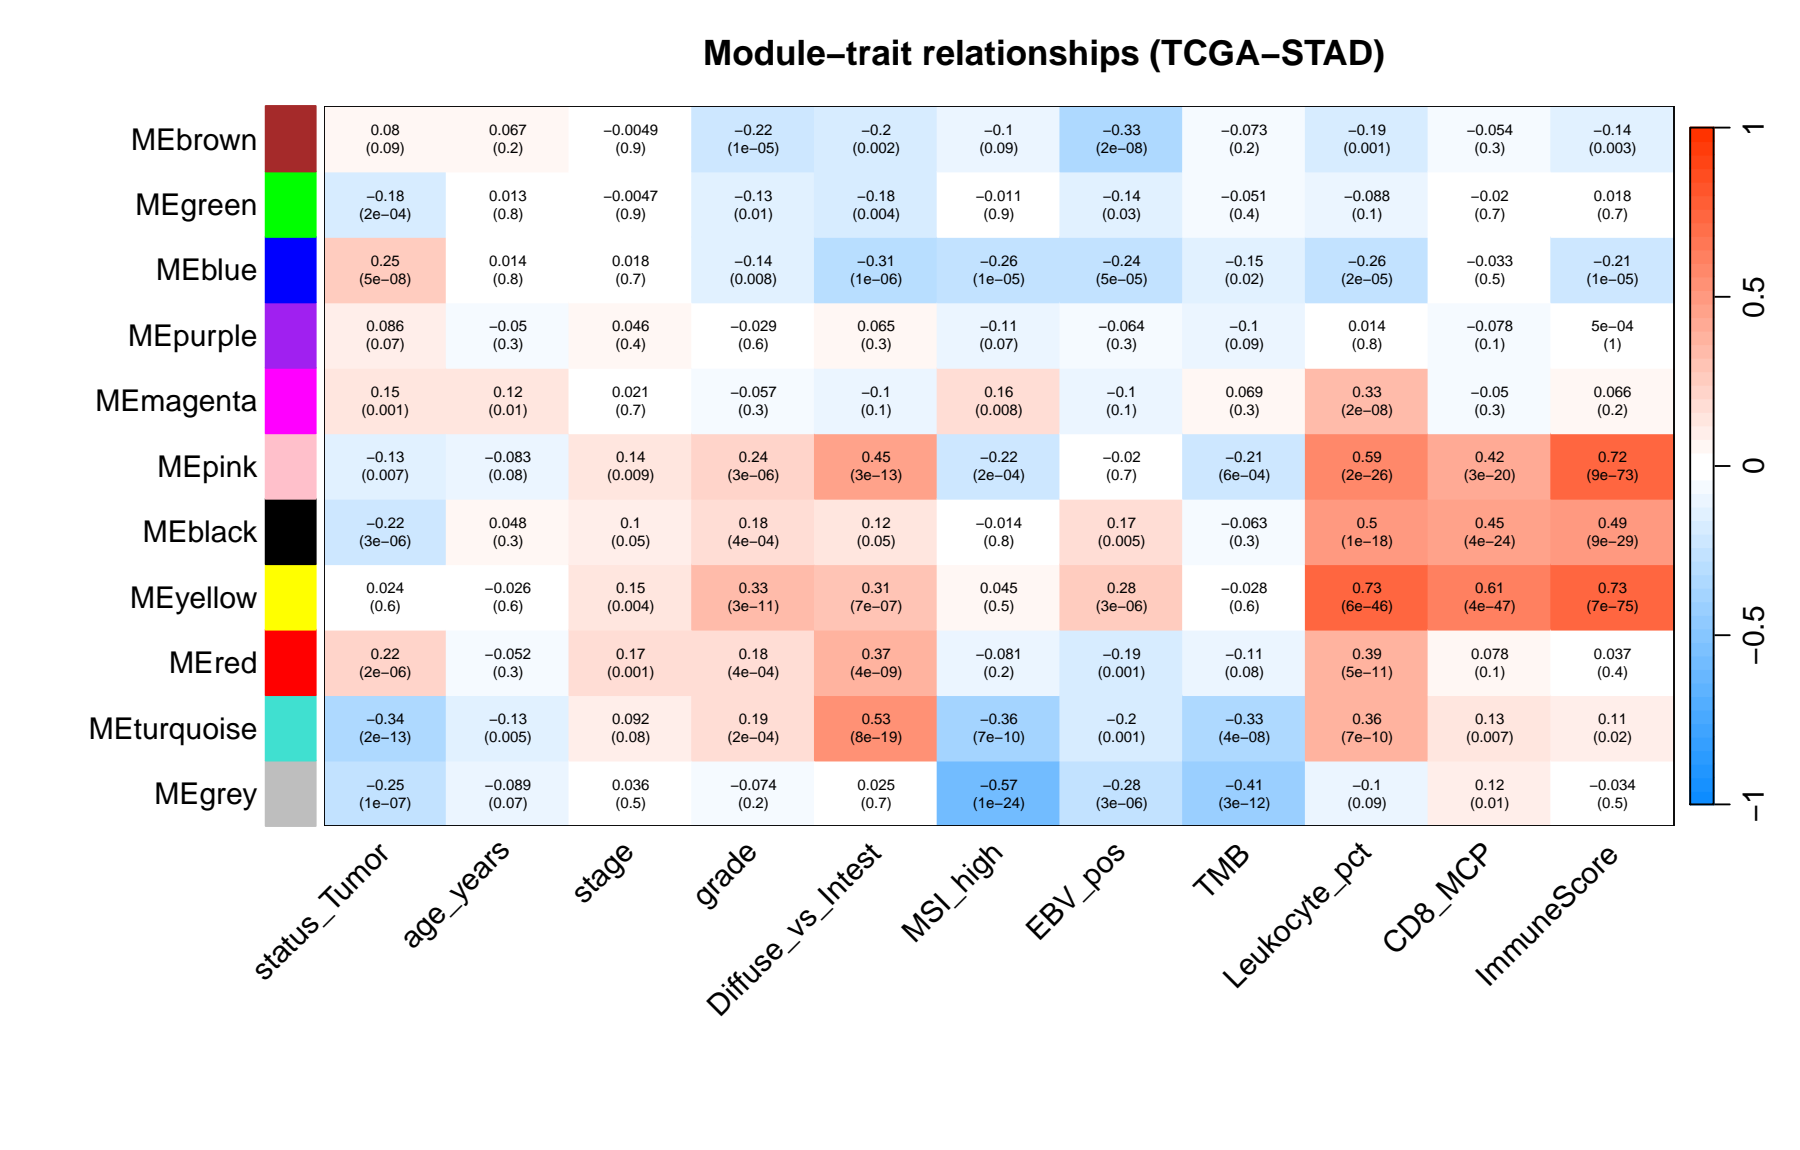 Module−trait relationships (TCGA−STAD)
MEbrown 0.08 0.067 −0.0049 −0.22 −0.2 −0.1 −0.33 −0.073 −0.19 −0.054 −0.14
(0.09) (0.2) (0.9) (1e−05) (0.002) (0.09) (2e−08) (0.2) (0.001) (0.3) (0.003)
MEgreen −0.18 0.013 −0.0047 −0.13 −0.18 −0.011 −0.14 −0.051 −0.088 −0.02 0.018
(2e−04) (0.8) (0.9) (0.01) (0.004) (0.9) (0.03) (0.4) (0.1) (0.7) (0.7)
MEblue 0.25 0.014 0.018 −0.14 −0.31 −0.26 −0.24 −0.15 −0.26 −0.033 −0.21
(5e−08) (0.8) (0.7) (0.008) (1e−06) (1e−05) (5e−05) (0.02) (2e−05) (0.5) (1e−05)
MEpurple 0.086 −0.05 0.046 −0.029 0.065 −0.11 −0.064 −0.1 0.014 −0.078 5e−04
(0.07) (0.3) (0.4) (0.6) (0.3) (0.07) (0.3) (0.09) (0.8) (0.1) (1)
MEmagenta 0.15 0.12 0.021 −0.057 −0.1 0.16 −0.1 0.069 0.33 −0.05 0.066
(0.001) (0.01) (0.7) (0.3) (0.1) (0.008) (0.1) (0.3) (2e−08) (0.3) (0.2)
MEpink −0.13 −0.083 0.14 0.24 0.45 −0.22 −0.02 −0.21 0.59 0.42 0.72
(0.007) (0.08) (0.009) (3e−06) (3e−13) (2e−04) (0.7) (6e−04) (2e−26) (3e−20) (9e−73)
MEblack −0.22 0.048 0.1 0.18 0.12 −0.014 0.17 −0.063 0.5 0.45 0.49
(3e−06) (0.3) (0.05) (4e−04) (0.05) (0.8) (0.005) (0.3) (1e−18) (4e−24) (9e−29)
MEyellow 0.024 −0.026 0.15 0.33 0.31 0.045 0.28 −0.028 0.73 0.61 0.73
(0.6) (0.6) (0.004) (3e−11) (7e−07) (0.5) (3e−06) (0.6) (6e−46) (4e−47) (7e−75)
MEred 0.22 −0.052 0.17 0.18 0.37 −0.081 −0.19 −0.11 0.39 0.078 0.037
(2e−06) (0.3) (0.001) (4e−04) (4e−09) (0.2) (0.001) (0.08) (5e−11) (0.1) (0.4)
MEturquoise −0.34 −0.13 0.092 0.19 0.53 −0.36 −0.2 −0.33 0.36 0.13 0.11
(2e−13) (0.005) (0.08) (2e−04) (8e−19) (7e−10) (0.001) (4e−08) (7e−10) (0.007) (0.02)
MEgrey −0.25 −0.089 0.036 −0.074 0.025 −0.57 −0.28 −0.41 −0.1 0.12 −0.034
(1e−07) (0.07) (0.5) (0.2) (0.7) (1e−24) (3e−06) (3e−12) (0.09) (0.01) (0.5)
status_Tumor
age_years
stage
grade
Diffuse_vs_Intest
MSI_high
EBV_pos
TMB
Leukocyte_pct
CD8_MCP
ImmuneScore
1
0.5
0
−0.5
−1